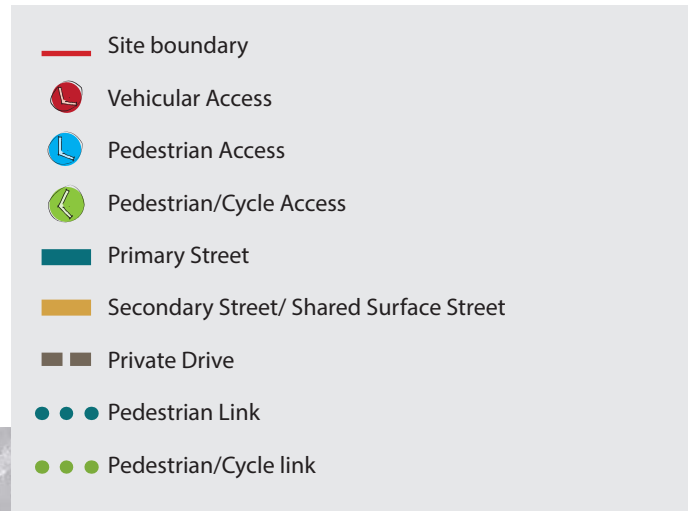 Site boundary
Vehicular Access
Pedestrian Access
Pedestrian/Cycle Access
Primary Street
Secondary Street/ Shared Surface Street
Private Drive
Pedestrian Link
Pedestrian/Cycle link